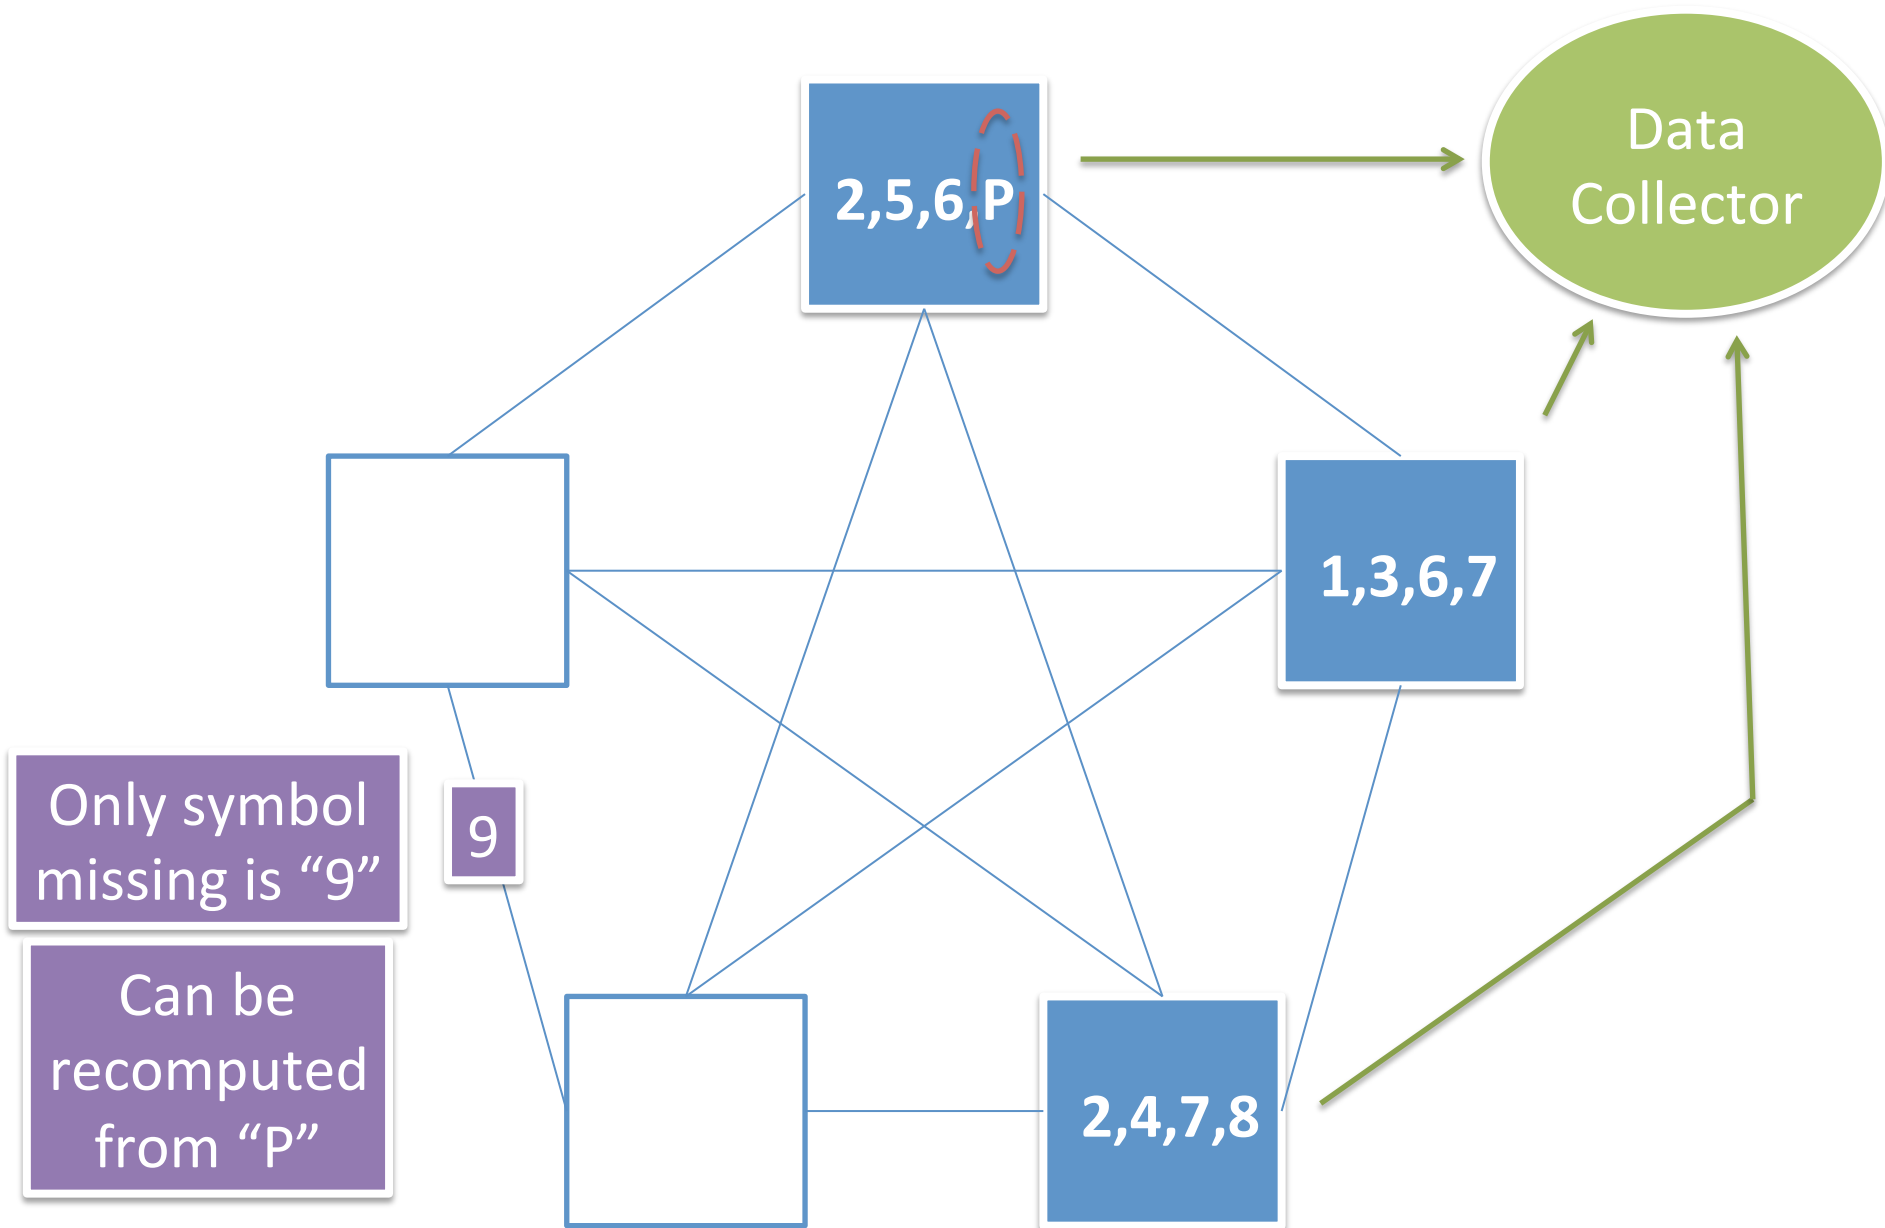 Data
Collector
2,5,6,P
1,3,6,7
Only symbol
missing is “9”
9
Can be
recomputed
from “P”
2,4,7,8